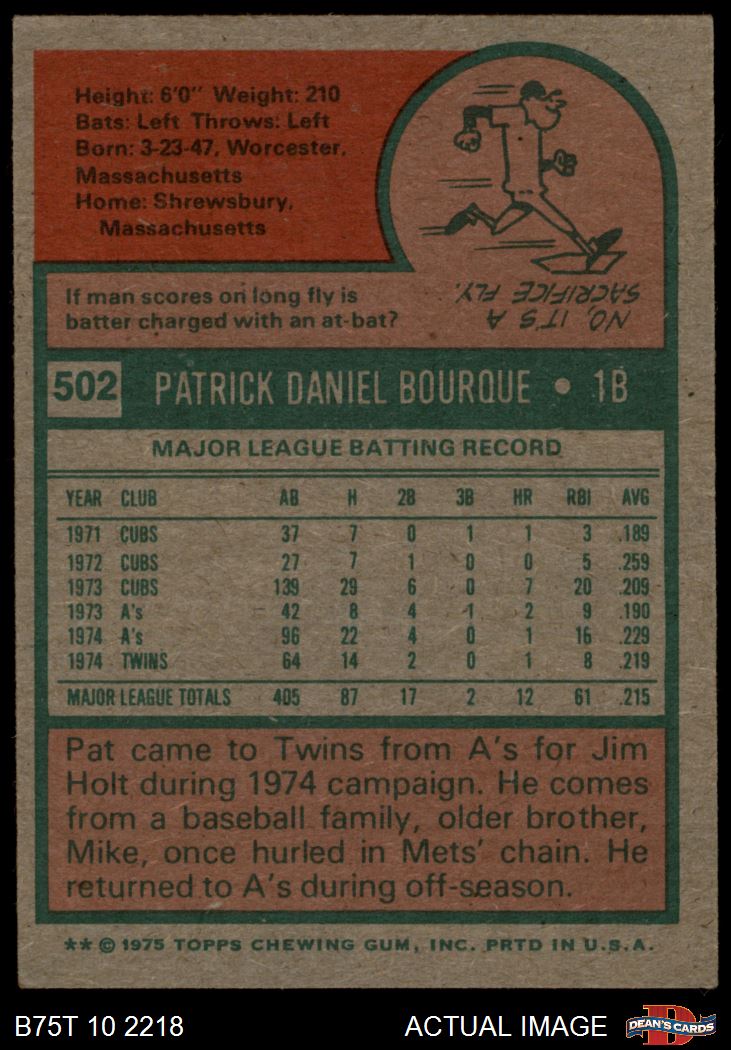 Height: 6'0" Weight: 210
Bats: Left Throws: Left
Born: 3-23-47, Worcester,
Massachusetts
Home: Shrewsbury,
Massachusetts
If man scores on long fly is
batter charged with an at-bat?
NO, IT'S A
SACRIFICE FLY.
502 PATRICK DANIEL BOURQUE • 1B
MAJOR LEAGUE BATTING RECORD
YEAR CLUB AB H 2B 3B HR RBI AVG
1971 CUBS 37 7 0 1 1 3 .189
1972 CUBS 27 7 1 0 0 5 .259
1973 CUBS 139 29 6 0 7 20 .209
1973 A's 42 8 4 1 2 9 .190
1974 A's 96 22 4 0 1 16 .229
1974 TWINS 64 14 2 0 1 8 .219
MAJOR LEAGUE TOTALS 405 87 17 2 12 61 .215
Pat came to Twins from A's for Jim
Holt during 1974 campaign. He comes
from a baseball family, older brother,
Mike, once hurled in Mets' chain. He
returned to A's during off-season.
** © 1975 TOPPS CHEWING GUM, INC. PRTD IN U.S.A.
B75T 10 2218 ACTUAL IMAGE
D
DEAN'S CARDS